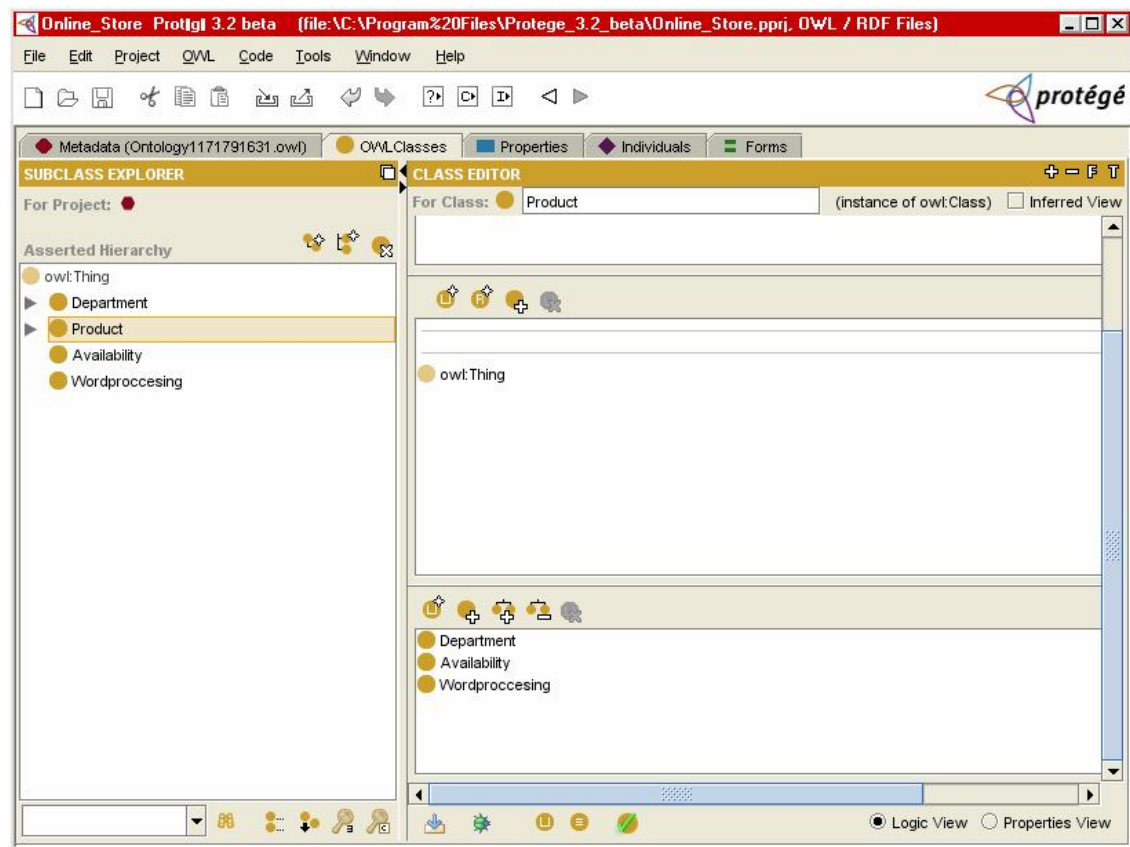 Online_Store Protǀgǀ 3.2 beta (file:\C:\Program%20Files\Protege_3.2_beta\Online_Store.pprj, OWL / RDF Files)
File Edit Project OWL Code Tools Window Help
protégé
Metadata (Ontology1171791631.owl) OWLClasses Properties Individuals Forms
SUBCLASS EXPLORER
For Project:
Asserted Hierarchy
owl:Thing
Department
Product
Availability
Wordproccesing
CLASS EDITOR
For Class: Product (instance of owl:Class) Inferred View
owl:Thing
Department
Availability
Wordproccesing
Logic View Properties View